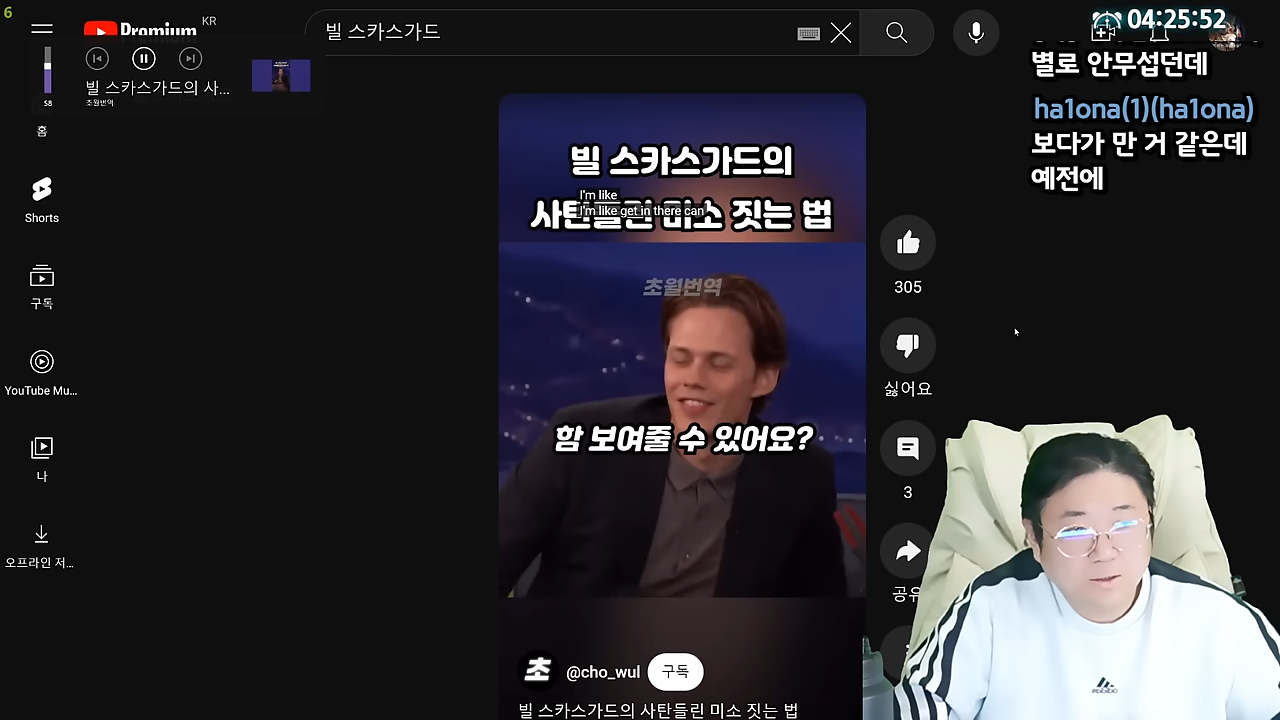 6
Premium KR
빌 스카스가드
04:25:52
빌 스카스가드의 사...
초월번역
58
홈
Shorts
구독
YouTube Mu...
나
오프라인 저...
별로 안무섭던데
ha1ona(1)(ha1ona)
보다가 만 거 같은데
예전에
빌 스카스가드의
사탄들린 미소 짓는 법
I'm like
I'm like get in there can
초월번역
함 보여줄 수 있어요?
305
싫어요
3
공유
초
@cho_wul
구독
빌 스카스가드의 사탄들린 미소 짓는 법